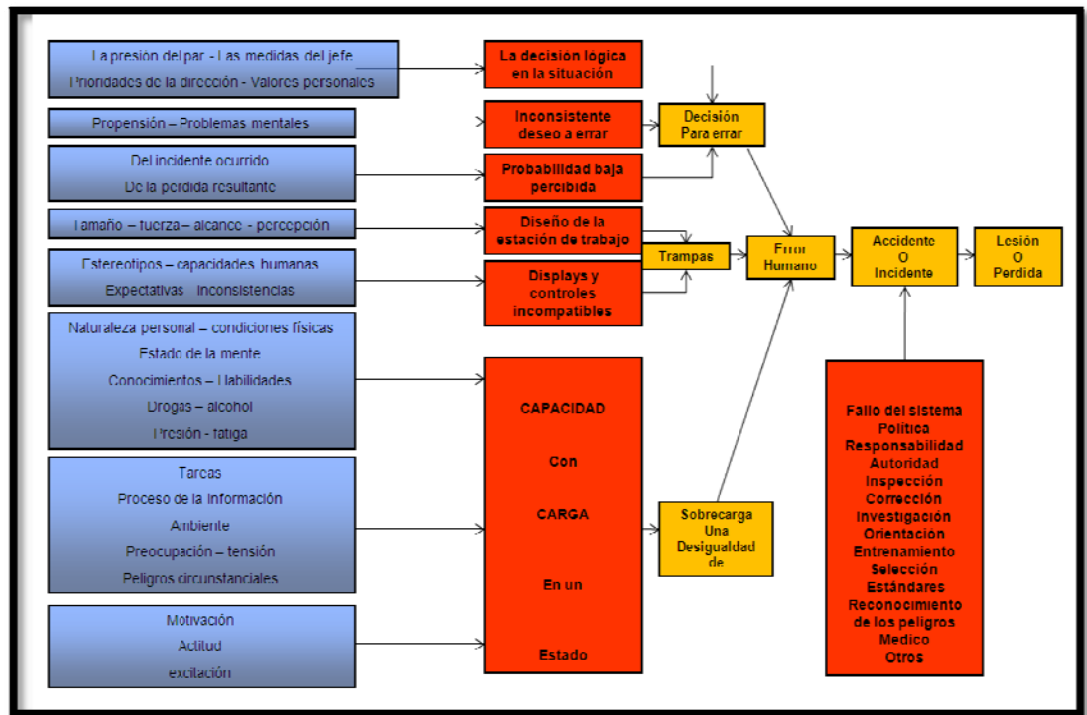 La presión del par - Las medidas del jefe
Prioridades de la dirección - Valores personales
Propensión – Problemas mentales
Del incidente ocurrido
De la perdida resultante
Tamaño – fuerza – alcance - percepción
Estereotipos – capacidades humanas
Expectativas - inconsistencias
Naturaleza personal – condiciones físicas
Estado de la mente
Conocimientos – Habilidades
Drogas – alcohol
Presión - fatiga
Tareas
Proceso de la Información
Ambiente
Preocupación – tensión
Peligros circunstanciales
Motivación
Actitud
excitación
La decisión lógica
en la situación
Inconsistente
deseo a errar
Probabilidad baja
percibida
Diseño de la
estación de trabajo
Displays y
controles
incompatibles
CAPACIDAD
Con
CARGA
En un
Estado
Decisión
Para errar
Trampas
Sobrecarga
Una
Desigualdad
de
Error
Humano
Accidente
O
Incidente
Lesión
O
Perdida
Fallo del sistema
Política
Responsabilidad
Autoridad
Inspección
Corrección
Investigación
Orientación
Entrenamiento
Selección
Estándares
Reconocimiento
de los peligros
Medico
Otros